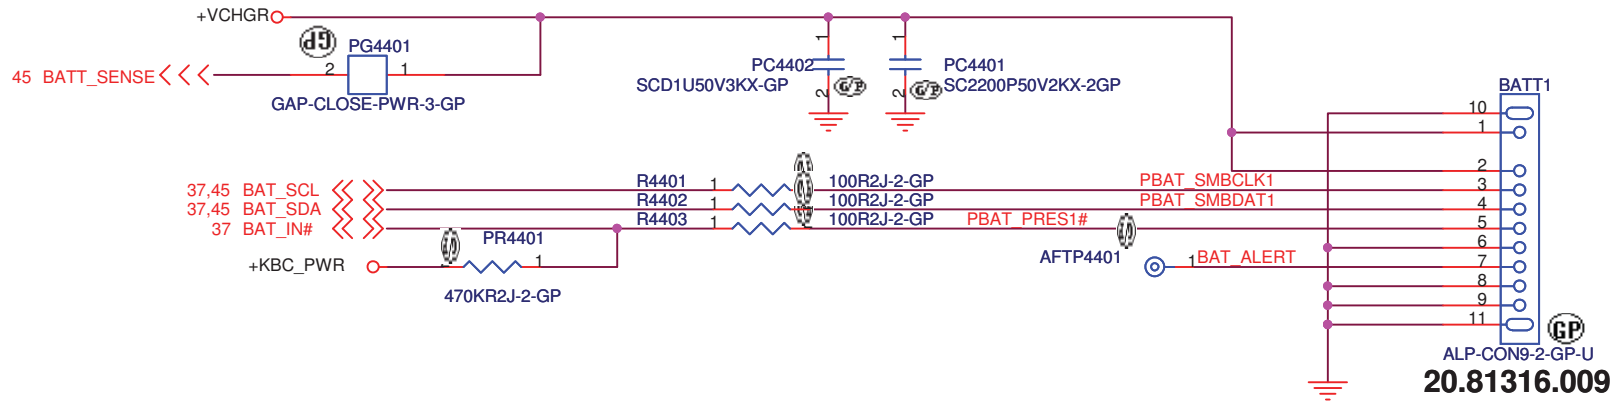 +VCHGR
GP
PG4401
45 BATT_SENSE
2
1
GAP-CLOSE-PWR-3-GP
1
PC4402
SCD1U50V3KX-GP
2
G/P
1
PC4401
SC2200P50V2KX-2GP
2
G/P
BATT1
10
1
2
3
4
5
6
7
8
9
11
37,45 BAT_SCL
R4401
1
100R2J-2-GP
PBAT_SMBCLK1
37,45 BAT_SDA
R4402
1
100R2J-2-GP
PBAT_SMBDAT1
37 BAT_IN#
R4403
1
100R2J-2-GP
PBAT_PRES1#
PR4401
+KBC_PWR
1
470KR2J-2-GP
AFTP4401
1
BAT_ALERT
GP
ALP-CON9-2-GP-U
20.81316.009